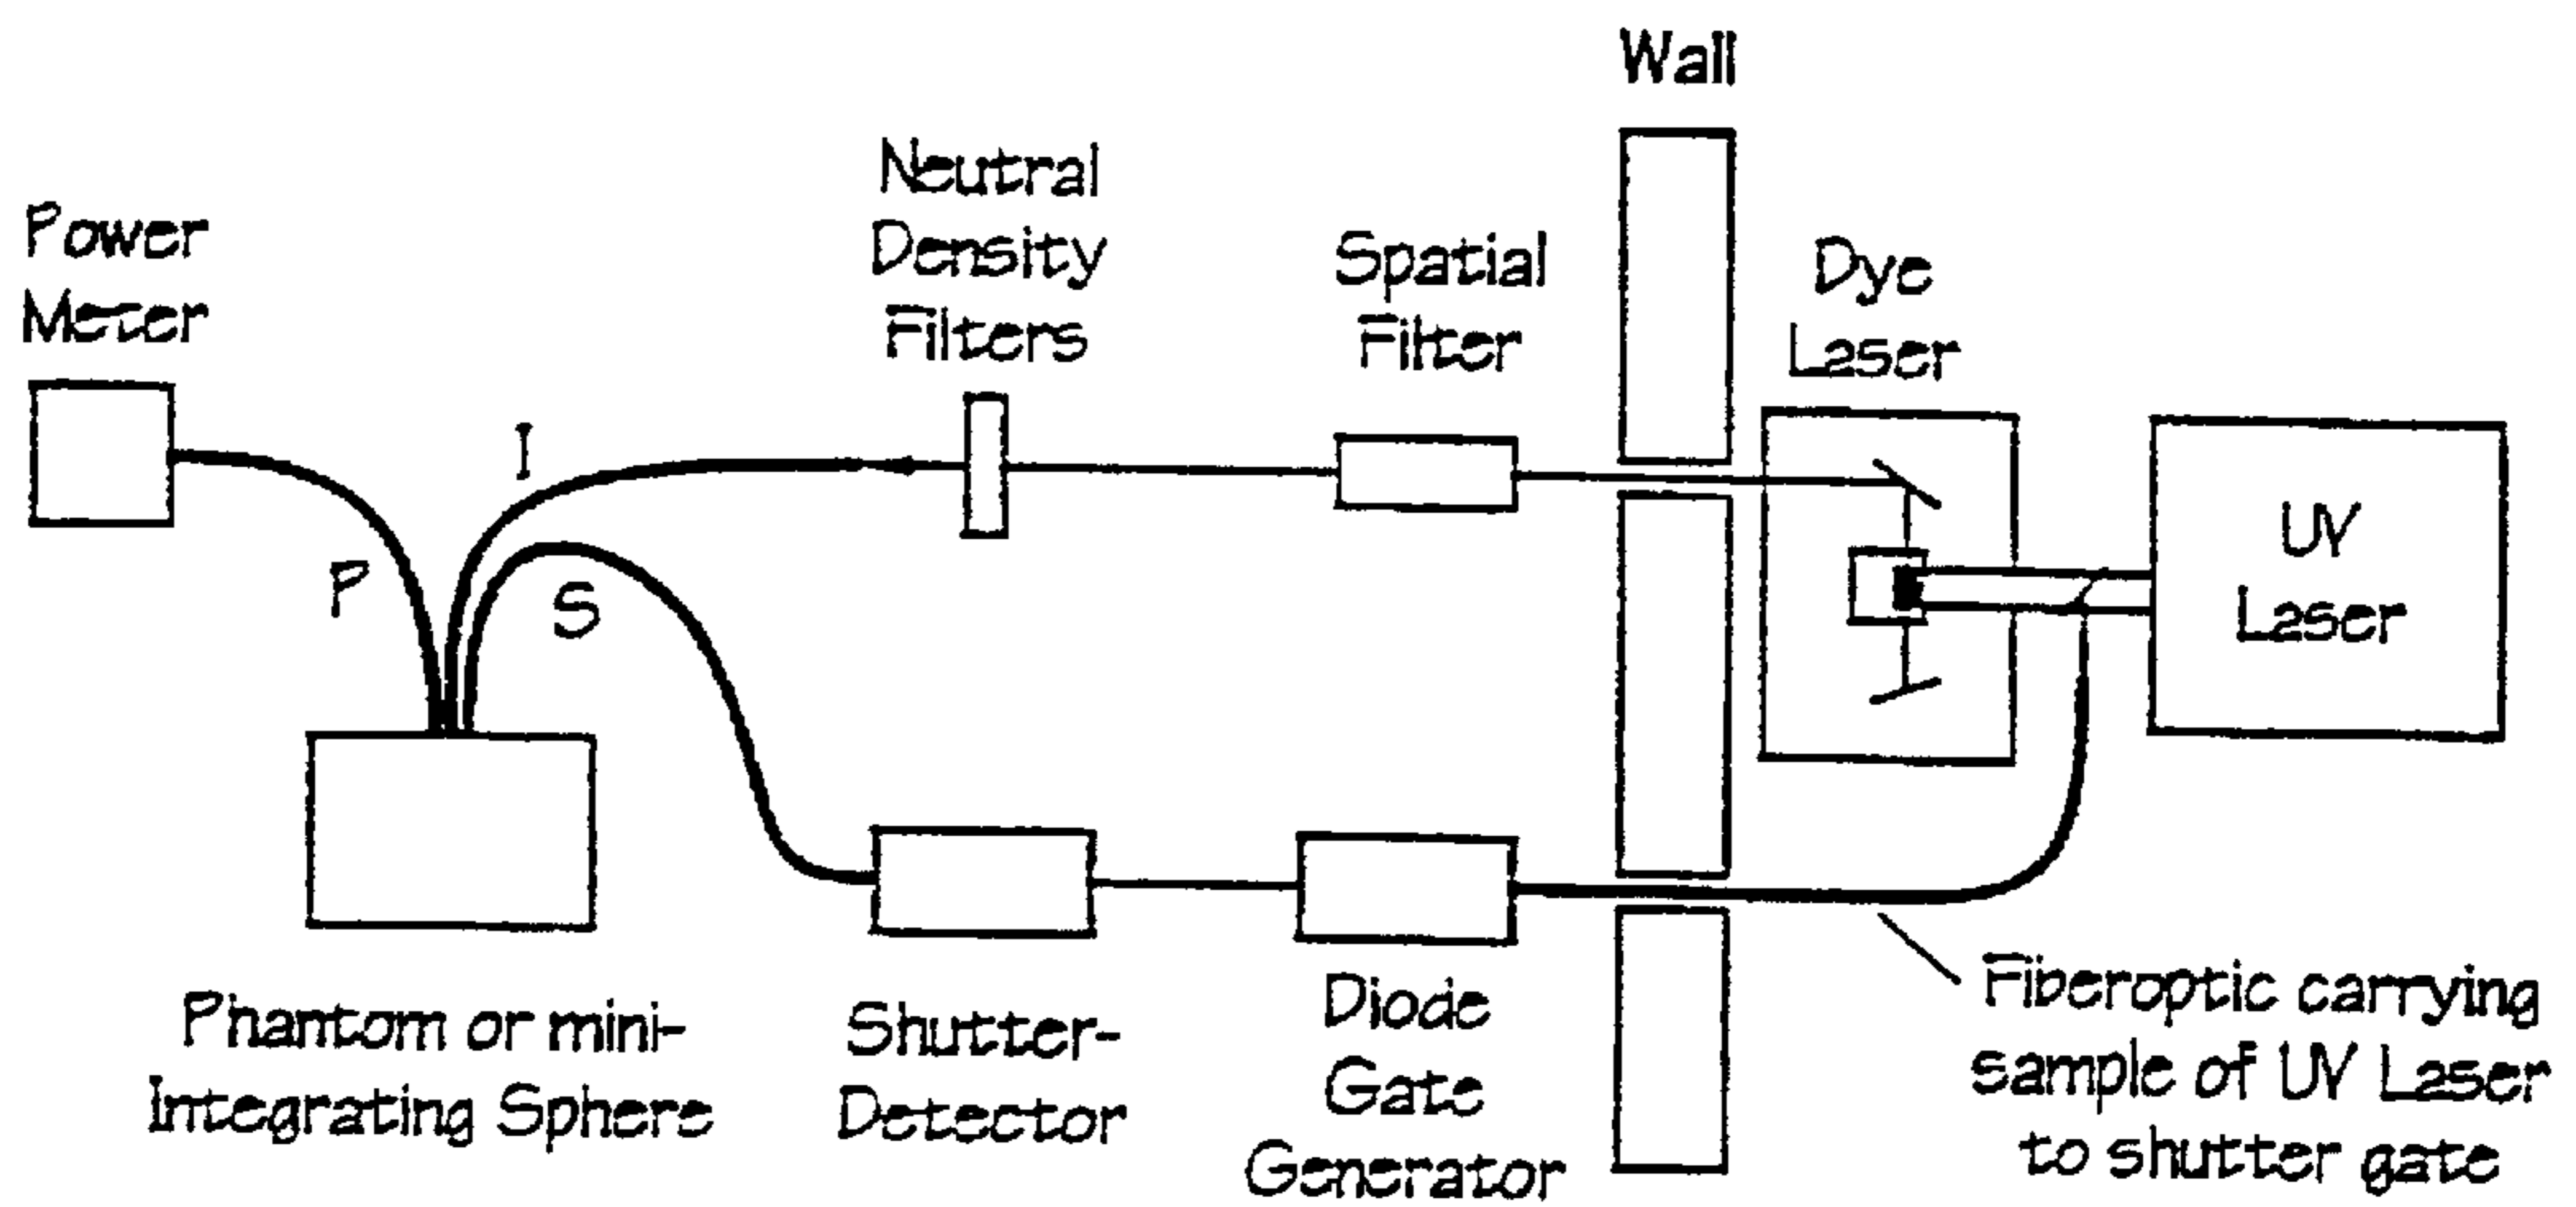 Wall
Neutral
Density
Filters
Power
Meter
Spatial
Filter
Dye
Laser
I
P
S
UV
Laser
Phantom or mini-
Integrating Sphere
Shutter-
Detector
Diode
Gate
Generator
Fiberoptic carrying
sample of UV Laser
to shutter gate